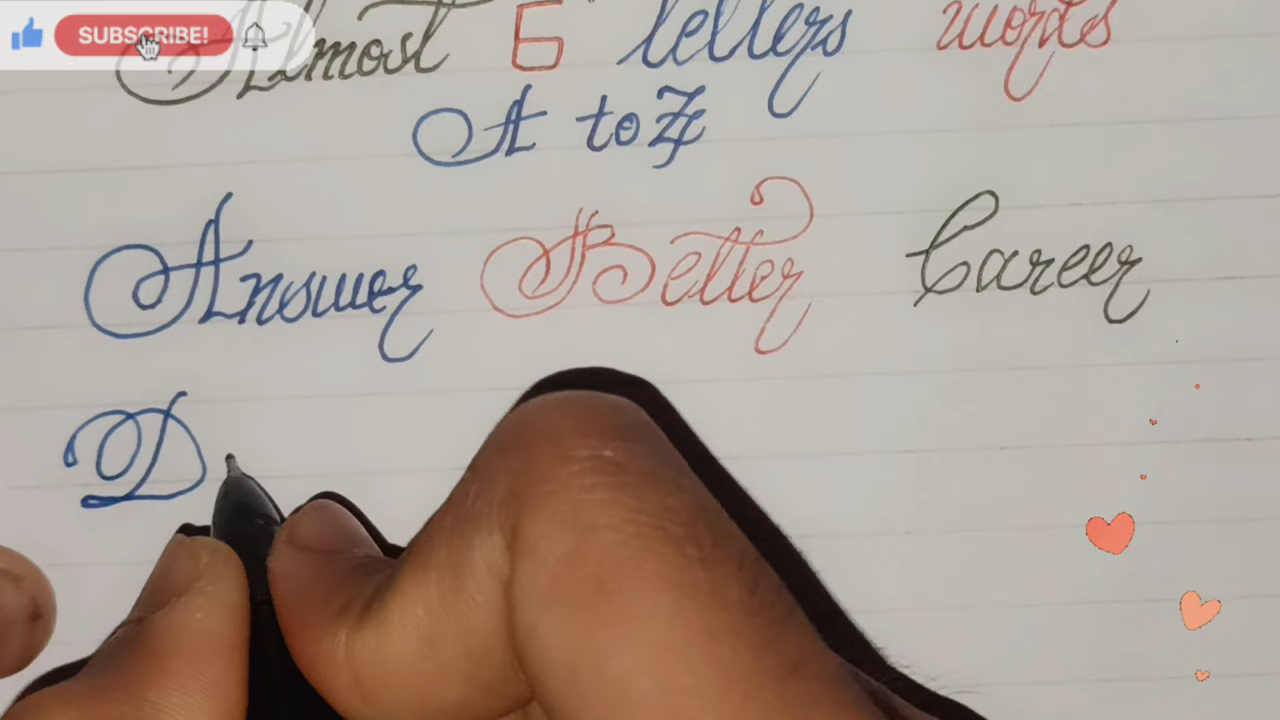 SUBSCRIBE!
Almost 6 letters words
A to Z
Answer Better Career
D